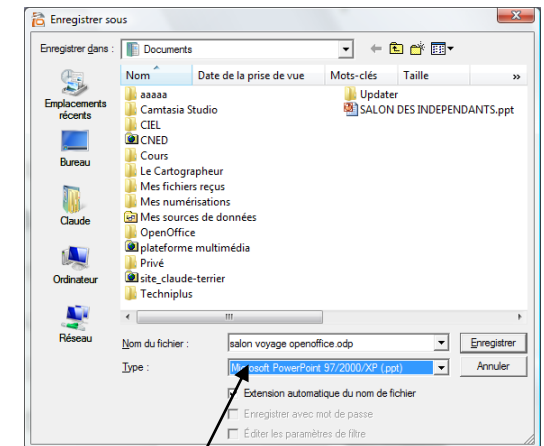 Enregistrer sous
Enregistrer dans :
Documents
Nom Date de la prise de vue Mots-clés Taille »
aaaaa
Camtasia Studio
CIEL
CNED
Cours
Le Cartographeur
Mes fichiers reçus
Mes numérisations
Mes sources de données
OpenOffice
plateforme multimédia
Privé
site_claude-terrier
Techniplus
Updater
SALON DES INDEPENDANTS.ppt
Emplacements
récents
Bureau
Claude
Ordinateur
Réseau
Nom du fichier :
salon voyage openoffice.odp
Enregistrer
Type :
Microsoft PowerPoint 97/2000/XP (.ppt)
Annuler
Extension automatique du nom de fichier
Enregistrer avec mot de passe
Éditer les paramètres de filtre